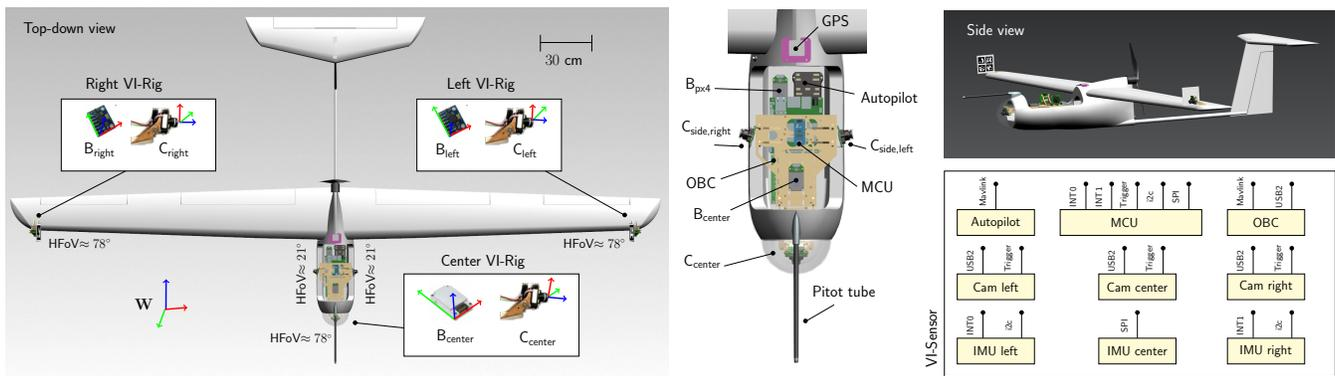 Top-down view
30 cm
Right VI-Rig
B_right
C_right
Left VI-Rig
B_left
C_left
HFoV≈ 78°
HFoV≈ 78°
HFoV≈ 21°
HFoV≈ 21°
HFoV≈ 78°
W
Center VI-Rig
B_center
C_center
GPS
B_px4
Autopilot
C_side,right
C_side,left
OBC
MCU
B_center
C_center
Pitot tube
Side view
Mavlink
INT0
INT1
Trigger
i2c
SPI
Mavlink
USB2
Autopilot
MCU
OBC
USB2
Trigger
USB2
Trigger
USB2
Trigger
Cam left
Cam center
Cam right
INT0
i2c
SPI
INT1
i2c
IMU left
IMU center
IMU right
VI-Sensor